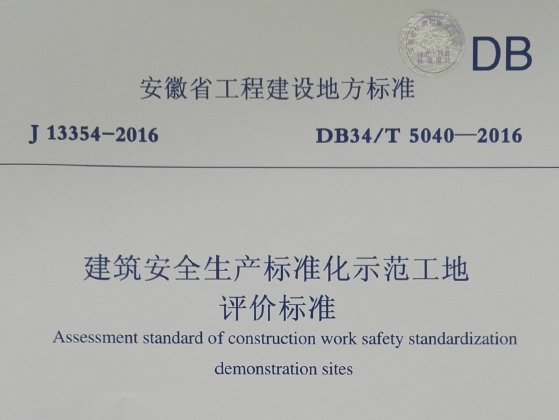 DB
安徽省工程建设地方标准
J 13354-2016 DB34/T 5040—2016
建筑安全生产标准化示范工地
评价标准
Assessment standard of construction work safety standardization
demonstration sites